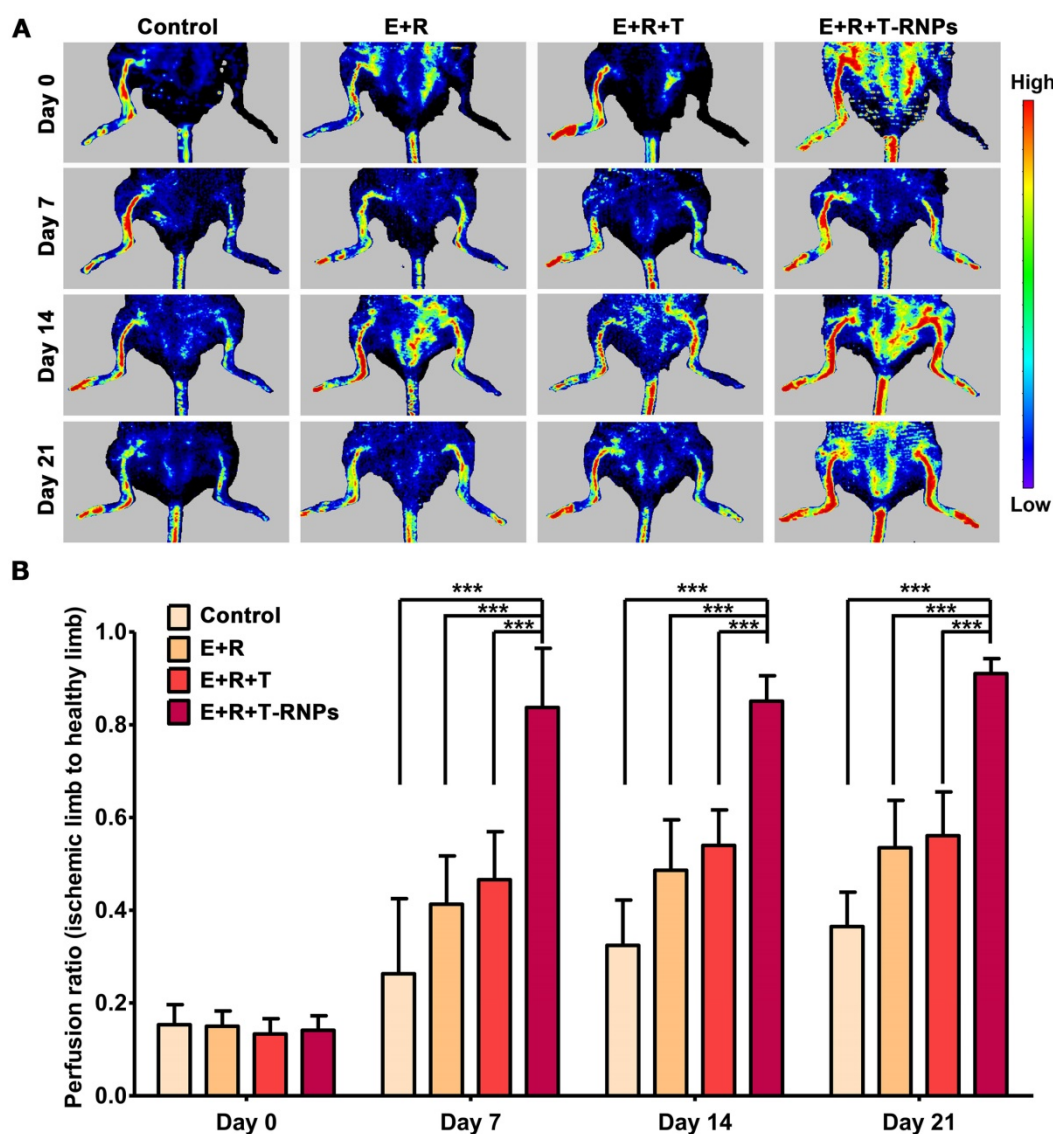 A
Control E+R E+R+T E+R+T-RNPs
Day 0
Day 7
Day 14
Day 21
High
Low
B
Perfusion ratio (ischemic limb to healthy limb)
1.0
0.8
0.6
0.4
0.2
0.0
Control
E+R
E+R+T
E+R+T-RNPs
*** *** ***
*** *** ***
*** *** ***
Day 0 Day 7 Day 14 Day 21